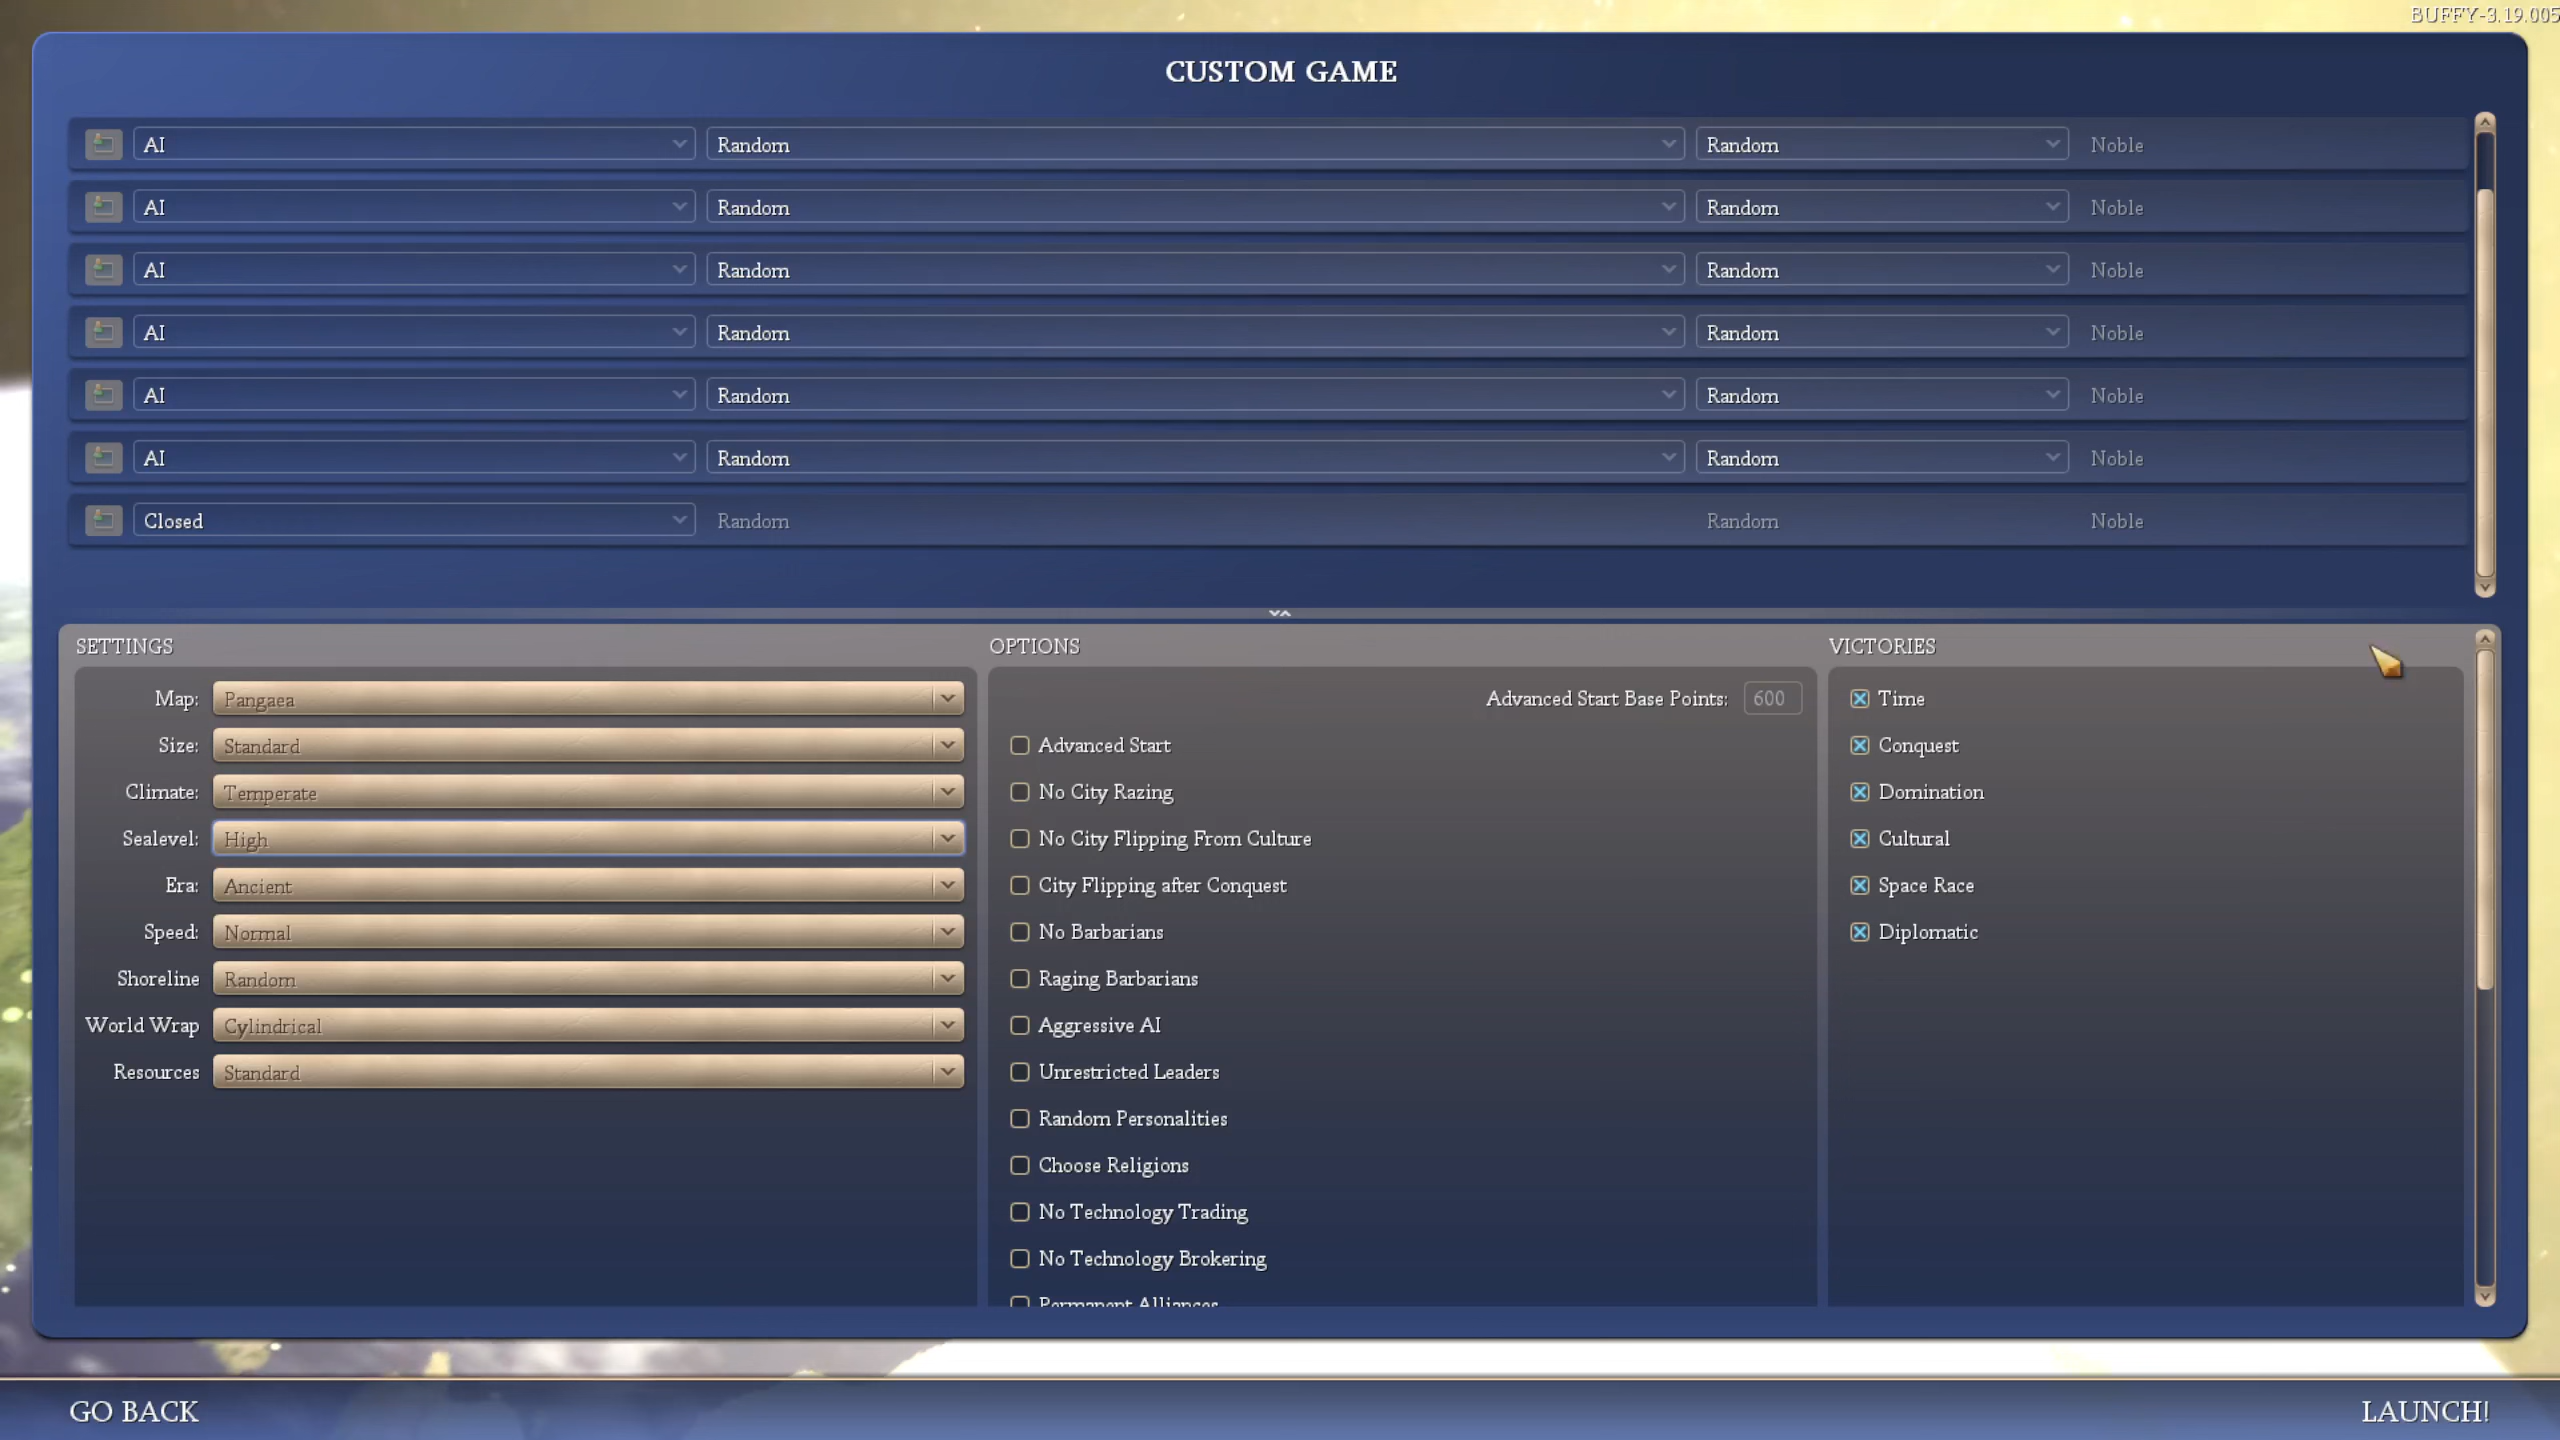 BUFFY-3.19.005
CUSTOM GAME
AI Random Random Noble
AI Random Random Noble
AI Random Random Noble
AI Random Random Noble
AI Random Random Noble
AI Random Random Noble
Closed Random Random Noble
SETTINGS
Map: Pangaea
Size: Standard
Climate: Temperate
Sealevel: High
Era: Ancient
Speed: Normal
Shoreline Random
World Wrap Cylindrical
Resources Standard
OPTIONS
Advanced Start Base Points: 600
Advanced Start
No City Razing
No City Flipping From Culture
City Flipping after Conquest
No Barbarians
Raging Barbarians
Aggressive AI
Unrestricted Leaders
Random Personalities
Choose Religions
No Technology Trading
No Technology Brokering
Permanent Alliances
VICTORIES
Time
Conquest
Domination
Cultural
Space Race
Diplomatic
GO BACK
LAUNCH!